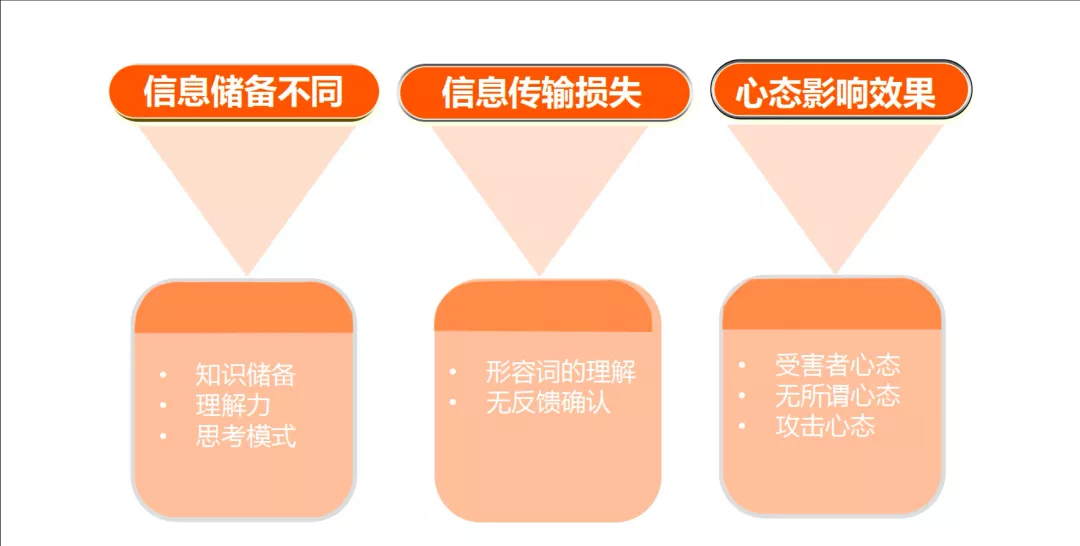 信息储备不同
信息传输损失
心态影响效果
• 知识储备
• 理解力
• 思考模式
• 形容词的理解
• 无反馈确认
• 受害者心态
• 无所谓心态
• 攻击心态